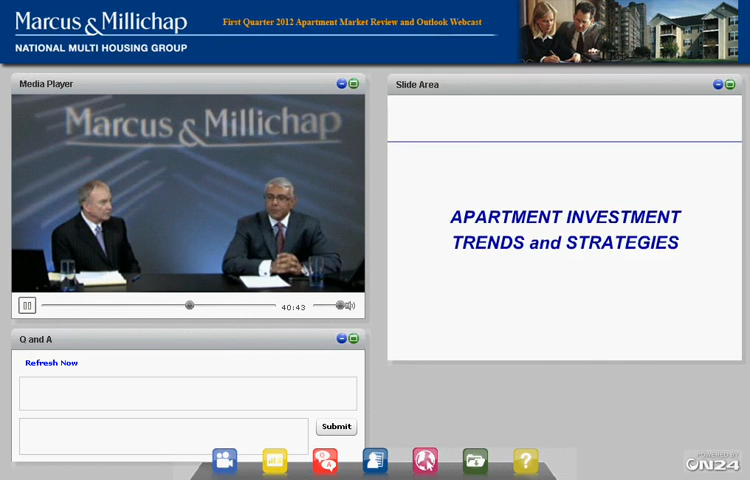 Marcus & Millichap
NATIONAL MULTI HOUSING GROUP
First Quarter 2012 Apartment Market Review and Outlook Webcast
Media Player
Marcus & Millichap
40:43
Slide Area
APARTMENT INVESTMENT
TRENDS and STRATEGIES
Q and A
Refresh Now
Submit
Q
A
?
POWERED BY
ON24